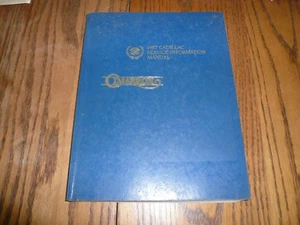 1987 CADILLAC
SERVICE INFORMATION
MANUAL